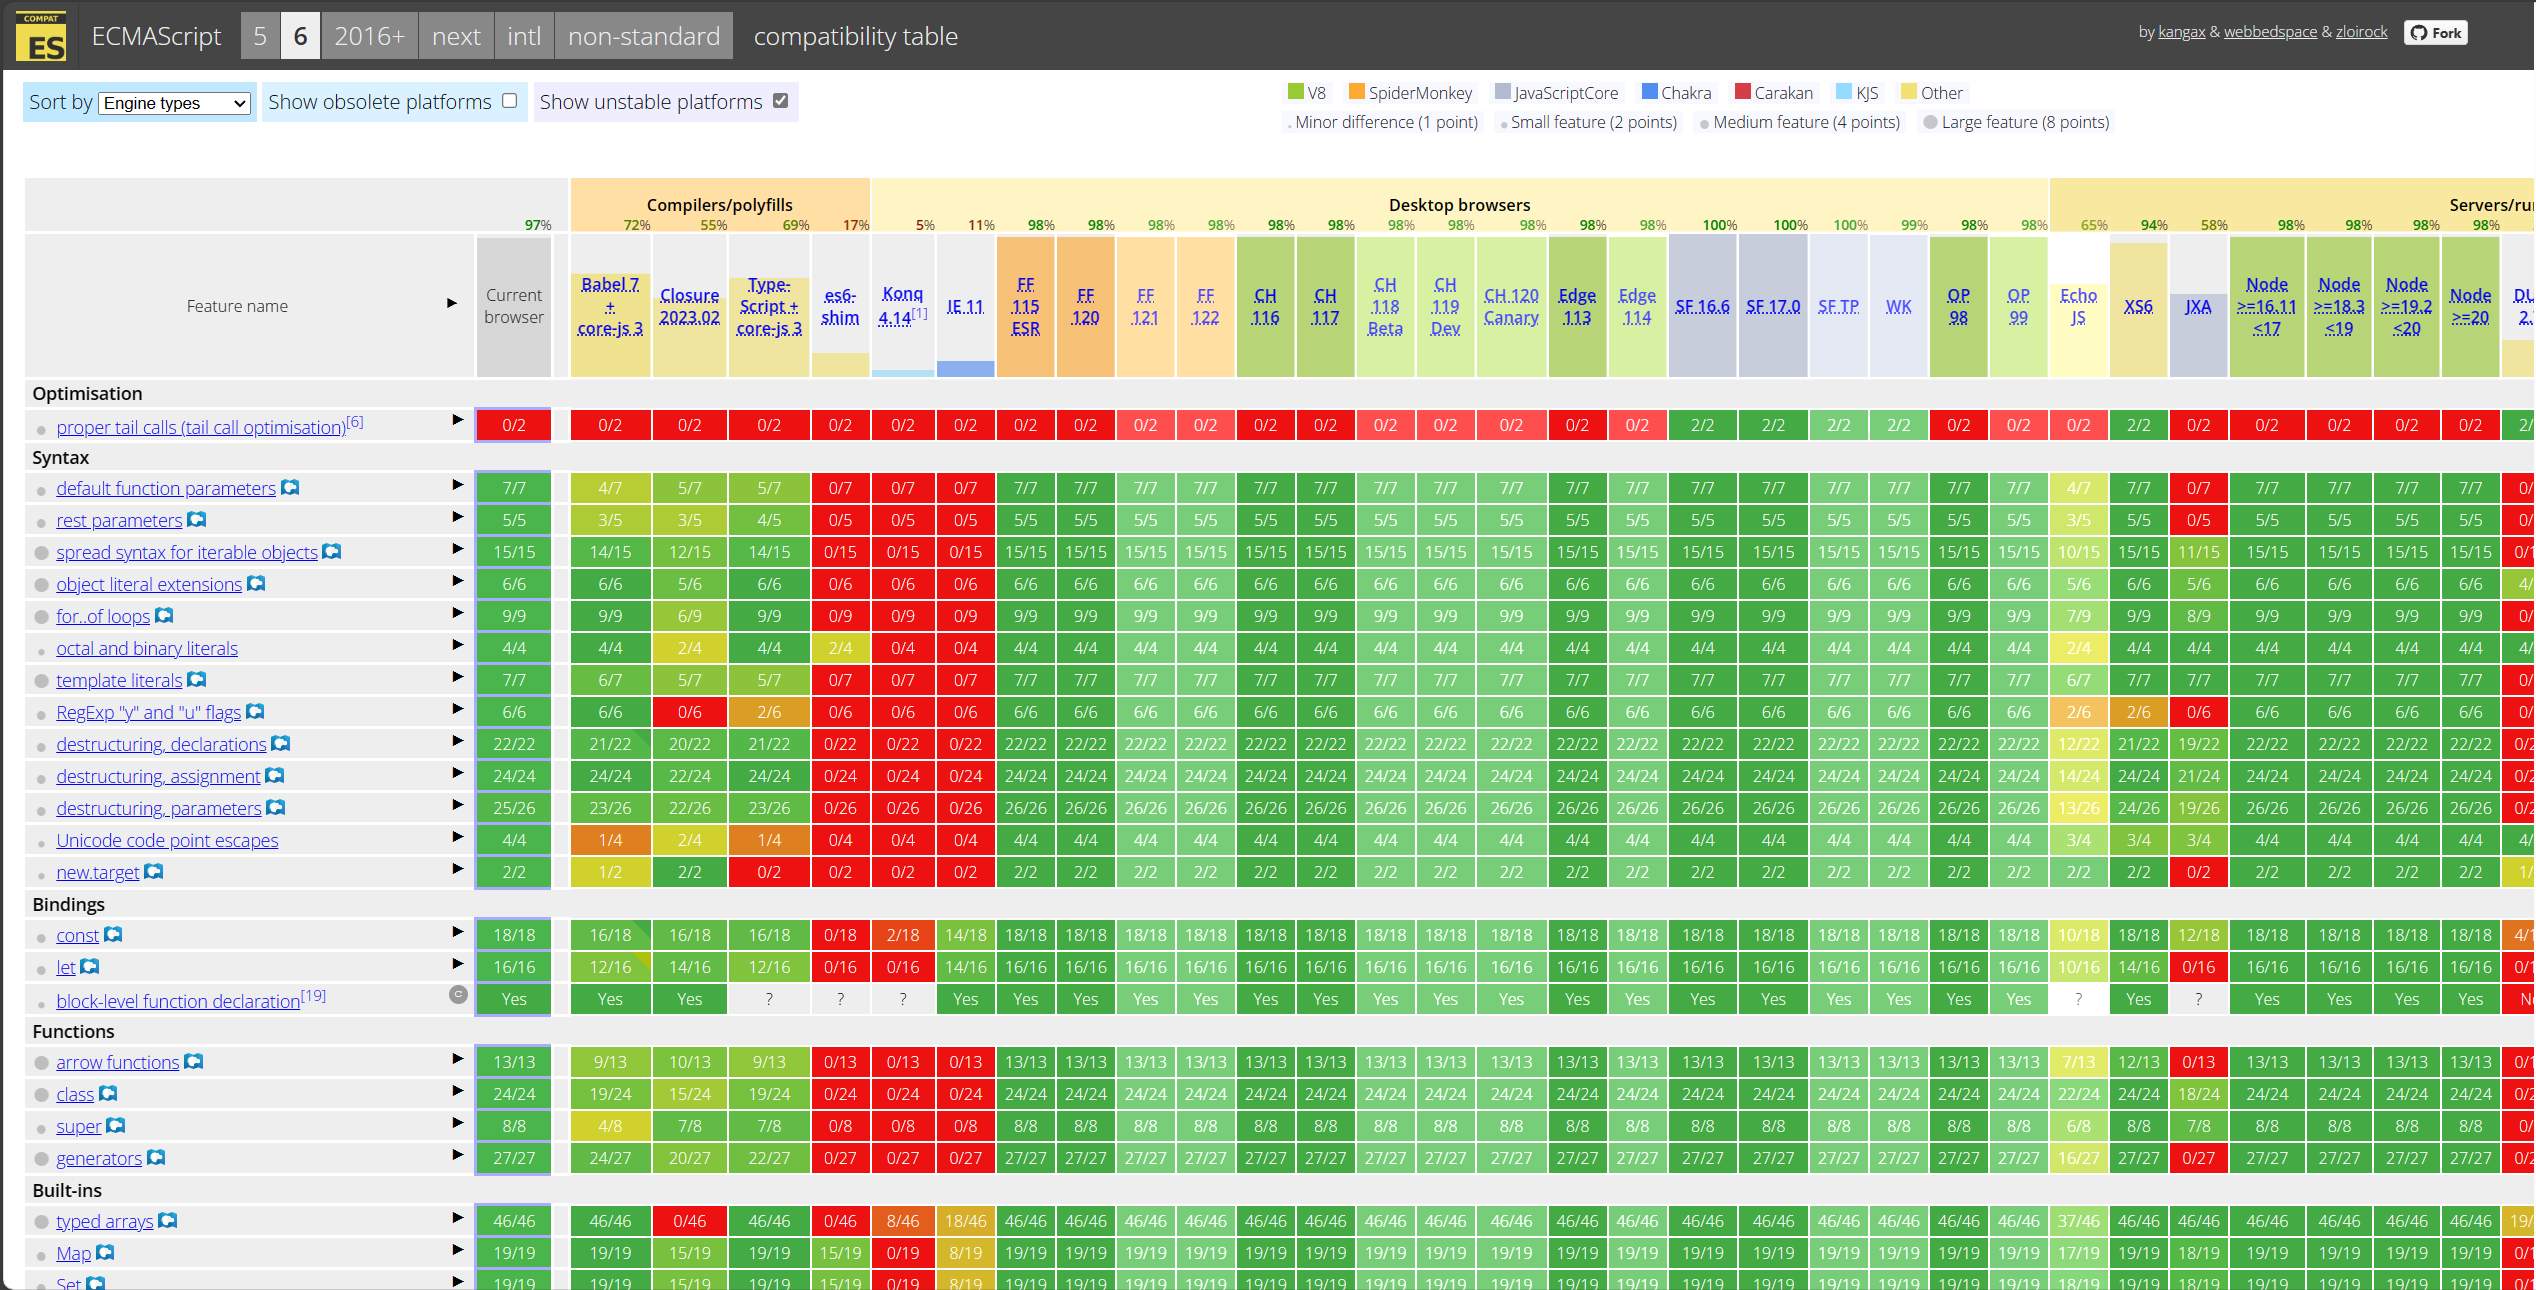 COMPAT
ES
ECMAScript 5 6 2016+ next intl non-standard compatibility table
by kangax & webbedspace & zloirock Fork
Sort by Engine types Show obsolete platforms Show unstable platforms
V8 SpiderMonkey JavaScriptCore Chakra Carakan KJS Other
Minor difference (1 point) Small feature (2 points) Medium feature (4 points) Large feature (8 points)
Compilers/polyfills Desktop browsers Servers/ru
97% 72% 55% 69% 17% 5% 11% 98% 98% 98% 98% 98% 98% 98% 98% 98% 98% 98% 100% 100% 100% 99% 98% 98% 65% 94% 58% 98% 98% 98% 98%
Feature name Current browser Babel 7 + core-js 3 Closure 2023.02 Type-Script + core-js 3 es6-shim Konq 4.14[1] IE 11 FF 115 ESR FF 120 FF 121 FF 122 CH 116 CH 117 CH 118 Beta CH 119 Dev CH 120 Canary Edge 113 Edge 114 SF 16.6 SF 17.0 SF TP WK OP 98 OP 99 Echo JS XS6 JXA Node >=16.11 <17 Node >=18.3 <19 Node >=19.2 <20 Node >=20 DU 2.
Optimisation
proper tail calls (tail call optimisation)[6] 0/2 0/2 0/2 0/2 0/2 0/2 0/2 0/2 0/2 0/2 0/2 0/2 0/2 0/2 0/2 0/2 0/2 0/2 2/2 2/2 2/2 2/2 0/2 0/2 0/2 2/2 0/2 0/2 0/2 0/2 0/2 2/
Syntax
default function parameters 7/7 4/7 5/7 5/7 0/7 0/7 0/7 7/7 7/7 7/7 7/7 7/7 7/7 7/7 7/7 7/7 7/7 7/7 7/7 7/7 7/7 7/7 7/7 7/7 4/7 7/7 0/7 7/7 7/7 7/7 7/7 0/
rest parameters 5/5 3/5 3/5 4/5 0/5 0/5 0/5 5/5 5/5 5/5 5/5 5/5 5/5 5/5 5/5 5/5 5/5 5/5 5/5 5/5 5/5 5/5 5/5 5/5 3/5 5/5 0/5 5/5 5/5 5/5 5/5 0/
spread syntax for iterable objects 15/15 14/15 12/15 14/15 0/15 0/15 0/15 15/15 15/15 15/15 15/15 15/15 15/15 15/15 15/15 15/15 15/15 15/15 15/15 15/15 15/15 15/15 15/15 15/15 10/15 15/15 11/15 15/15 15/15 15/15 15/15 0/1
object literal extensions 6/6 6/6 5/6 6/6 0/6 0/6 0/6 6/6 6/6 6/6 6/6 6/6 6/6 6/6 6/6 6/6 6/6 6/6 6/6 6/6 6/6 6/6 6/6 6/6 5/6 6/6 5/6 6/6 6/6 6/6 6/6 4/
for..of loops 9/9 9/9 6/9 9/9 0/9 0/9 0/9 9/9 9/9 9/9 9/9 9/9 9/9 9/9 9/9 9/9 9/9 9/9 9/9 9/9 9/9 9/9 9/9 9/9 7/9 9/9 8/9 9/9 9/9 9/9 9/9 0/
octal and binary literals 4/4 4/4 2/4 4/4 2/4 0/4 0/4 4/4 4/4 4/4 4/4 4/4 4/4 4/4 4/4 4/4 4/4 4/4 4/4 4/4 4/4 4/4 4/4 4/4 2/4 4/4 4/4 4/4 4/4 4/4 4/4 4/
template literals 7/7 6/7 5/7 5/7 0/7 0/7 0/7 7/7 7/7 7/7 7/7 7/7 7/7 7/7 7/7 7/7 7/7 7/7 7/7 7/7 7/7 7/7 7/7 7/7 6/7 7/7 7/7 7/7 7/7 7/7 7/7 0/
RegExp "y" and "u" flags 6/6 6/6 0/6 2/6 0/6 0/6 0/6 6/6 6/6 6/6 6/6 6/6 6/6 6/6 6/6 6/6 6/6 6/6 6/6 6/6 6/6 6/6 6/6 6/6 2/6 2/6 0/6 6/6 6/6 6/6 6/6 0/
destructuring, declarations 22/22 21/22 20/22 21/22 0/22 0/22 0/22 22/22 22/22 22/22 22/22 22/22 22/22 22/22 22/22 22/22 22/22 22/22 22/22 22/22 22/22 22/22 22/22 22/22 12/22 21/22 19/22 22/22 22/22 22/22 22/22 0/2
destructuring, assignment 24/24 24/24 22/24 24/24 0/24 0/24 0/24 24/24 24/24 24/24 24/24 24/24 24/24 24/24 24/24 24/24 24/24 24/24 24/24 24/24 24/24 24/24 24/24 24/24 14/24 24/24 21/24 24/24 24/24 24/24 24/24 0/2
destructuring, parameters 25/26 23/26 22/26 23/26 0/26 0/26 0/26 26/26 26/26 26/26 26/26 26/26 26/26 26/26 26/26 26/26 26/26 26/26 26/26 26/26 26/26 26/26 26/26 26/26 13/26 24/26 19/26 26/26 26/26 26/26 26/26 0/2
Unicode code point escapes 4/4 1/4 2/4 1/4 0/4 0/4 0/4 4/4 4/4 4/4 4/4 4/4 4/4 4/4 4/4 4/4 4/4 4/4 4/4 4/4 4/4 4/4 4/4 4/4 3/4 3/4 3/4 4/4 4/4 4/4 4/4 4/
new.target 2/2 1/2 2/2 0/2 0/2 0/2 0/2 2/2 2/2 2/2 2/2 2/2 2/2 2/2 2/2 2/2 2/2 2/2 2/2 2/2 2/2 2/2 2/2 2/2 2/2 2/2 0/2 2/2 2/2 2/2 2/2 1/
Bindings
const 18/18 16/18 16/18 16/18 0/18 2/18 14/18 18/18 18/18 18/18 18/18 18/18 18/18 18/18 18/18 18/18 18/18 18/18 18/18 18/18 18/18 18/18 18/18 18/18 10/18 18/18 12/18 18/18 18/18 18/18 18/18 4/1
let 16/16 12/16 14/16 12/16 0/16 0/16 14/16 16/16 16/16 16/16 16/16 16/16 16/16 16/16 16/16 16/16 16/16 16/16 16/16 16/16 16/16 16/16 16/16 16/16 10/16 14/16 0/16 16/16 16/16 16/16 16/16 0/1
block-level function declaration[19] C Yes Yes Yes ? ? ? Yes Yes Yes Yes Yes Yes Yes Yes Yes Yes Yes Yes Yes Yes Yes Yes Yes Yes ? Yes ? Yes Yes Yes Yes N
Functions
arrow functions 13/13 9/13 10/13 9/13 0/13 0/13 0/13 13/13 13/13 13/13 13/13 13/13 13/13 13/13 13/13 13/13 13/13 13/13 13/13 13/13 13/13 13/13 13/13 13/13 7/13 12/13 0/13 13/13 13/13 13/13 13/13 0/1
class 24/24 19/24 15/24 19/24 0/24 0/24 0/24 24/24 24/24 24/24 24/24 24/24 24/24 24/24 24/24 24/24 24/24 24/24 24/24 24/24 24/24 24/24 24/24 24/24 22/24 24/24 18/24 24/24 24/24 24/24 24/24 0/2
super 8/8 4/8 7/8 7/8 0/8 0/8 0/8 8/8 8/8 8/8 8/8 8/8 8/8 8/8 8/8 8/8 8/8 8/8 8/8 8/8 8/8 8/8 8/8 8/8 6/8 8/8 7/8 8/8 8/8 8/8 8/8 0/
generators 27/27 24/27 20/27 22/27 0/27 0/27 0/27 27/27 27/27 27/27 27/27 27/27 27/27 27/27 27/27 27/27 27/27 27/27 27/27 27/27 27/27 27/27 27/27 27/27 16/27 27/27 0/27 27/27 27/27 27/27 27/27 0/2
Built-ins
typed arrays 46/46 46/46 0/46 46/46 0/46 8/46 18/46 46/46 46/46 46/46 46/46 46/46 46/46 46/46 46/46 46/46 46/46 46/46 46/46 46/46 46/46 46/46 46/46 46/46 37/46 46/46 46/46 46/46 46/46 46/46 46/46 19/
Map 19/19 19/19 15/19 19/19 15/19 0/19 8/19 19/19 19/19 19/19 19/19 19/19 19/19 19/19 19/19 19/19 19/19 19/19 19/19 19/19 19/19 19/19 19/19 19/19 17/19 19/19 18/19 19/19 19/19 19/19 19/19 0/1
Set 19/19 19/19 15/19 19/19 15/19 0/19 8/19 19/19 19/19 19/19 19/19 19/19 19/19 19/19 19/19 19/19 19/19 19/19 19/19 19/19 19/19 19/19 19/19 19/19 18/19 19/19 18/19 19/19 19/19 19/19 19/19 0/1